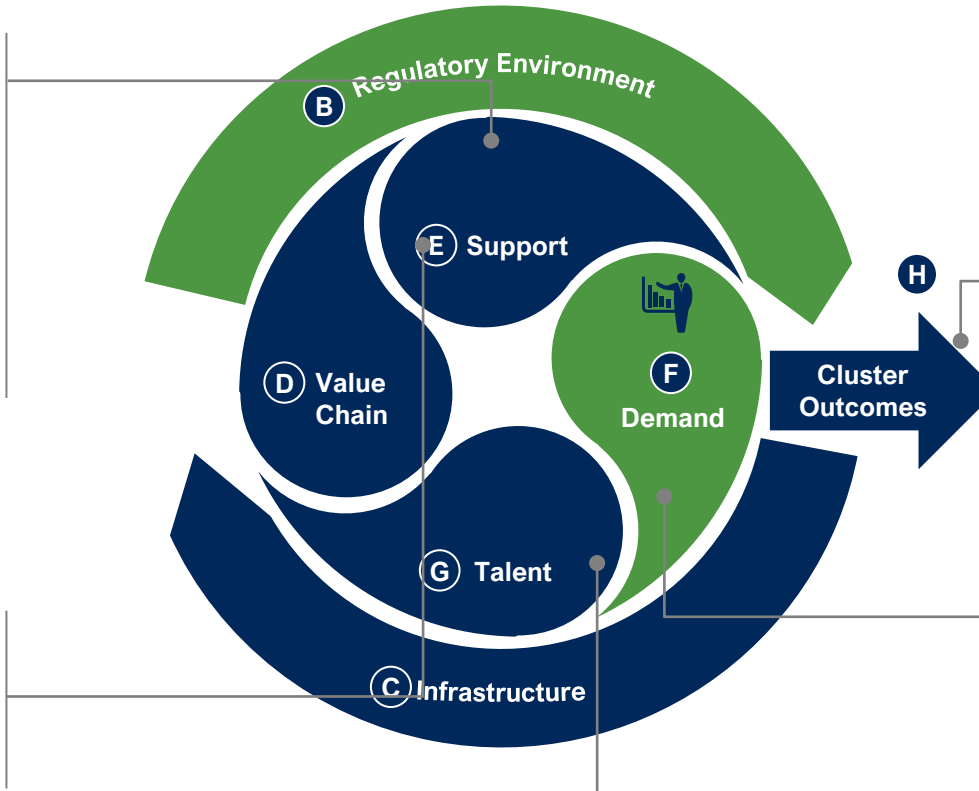 B
Regulatory Environment
E
Support
H
D
Value
Chain
F
Demand
Cluster
Outcomes
G
Talent
C
Infrastructure